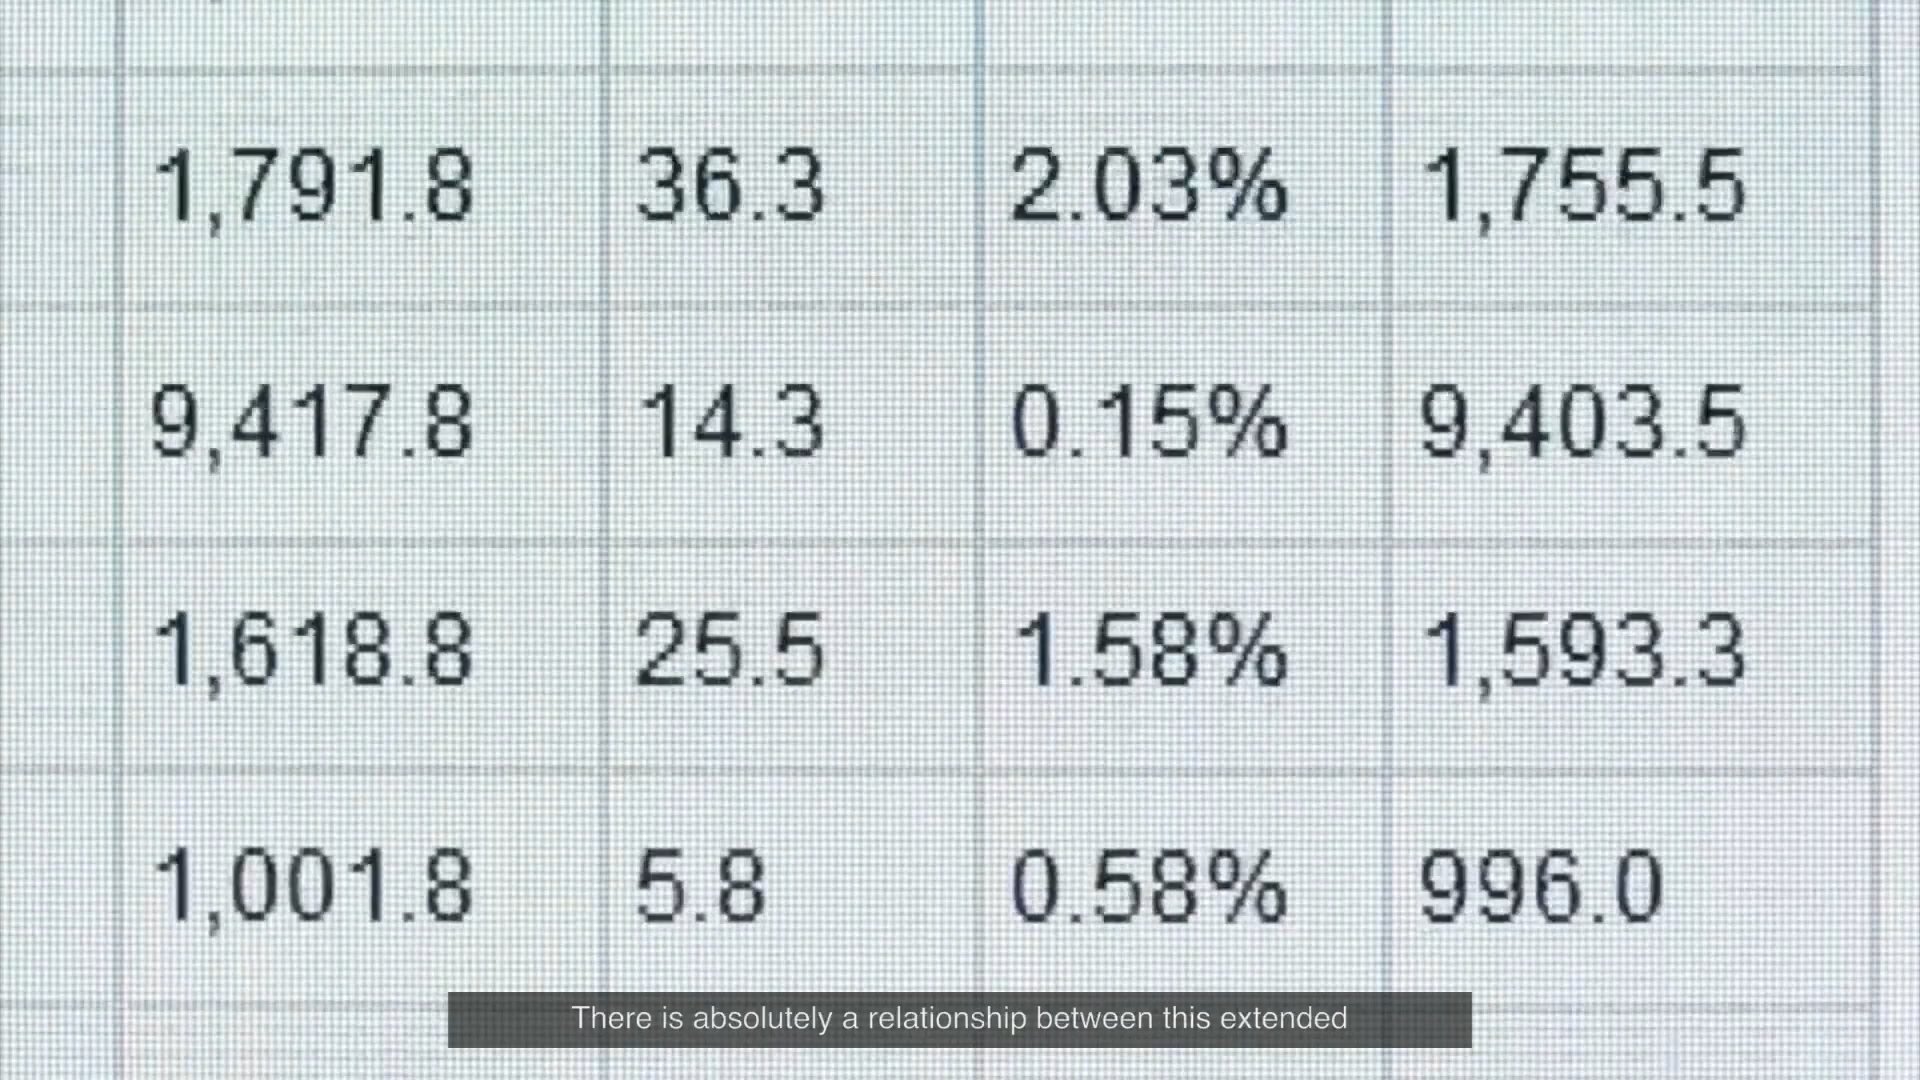 1,791.8 36.3 2.03% 1,755.5
9,417.8 14.3 0.15% 9,403.5
1,618.8 25.5 1.58% 1,593.3
1,001.8 5.8 0.58% 996.0
There is absolutely a relationship between this extended